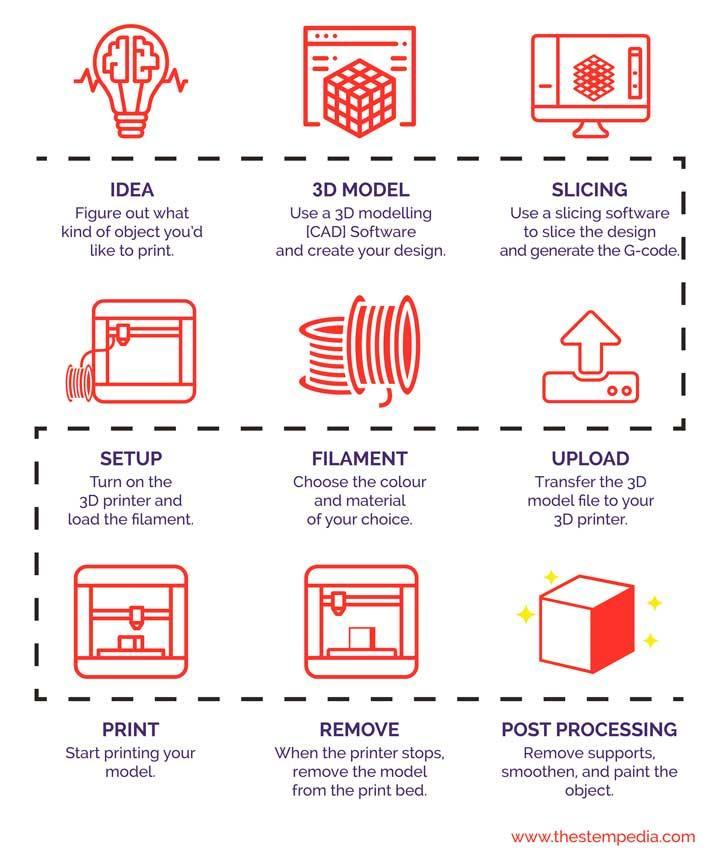 IDEA
Figure out what
kind of object you'd
like to print.
3D MODEL
Use a 3D modelling
[CAD] Software
and create your design.
SLICING
Use a slicing software
to slice the design
and generate the G-code.
SETUP
Turn on the
3D printer and
load the filament.
FILAMENT
Choose the colour
and material
of your choice.
UPLOAD
Transfer the 3D
model file to your
3D printer.
PRINT
Start printing your
model.
REMOVE
When the printer stops,
remove the model
from the print bed.
POST PROCESSING
Remove supports,
smoothen, and paint the
object.
www.thestempedia.com